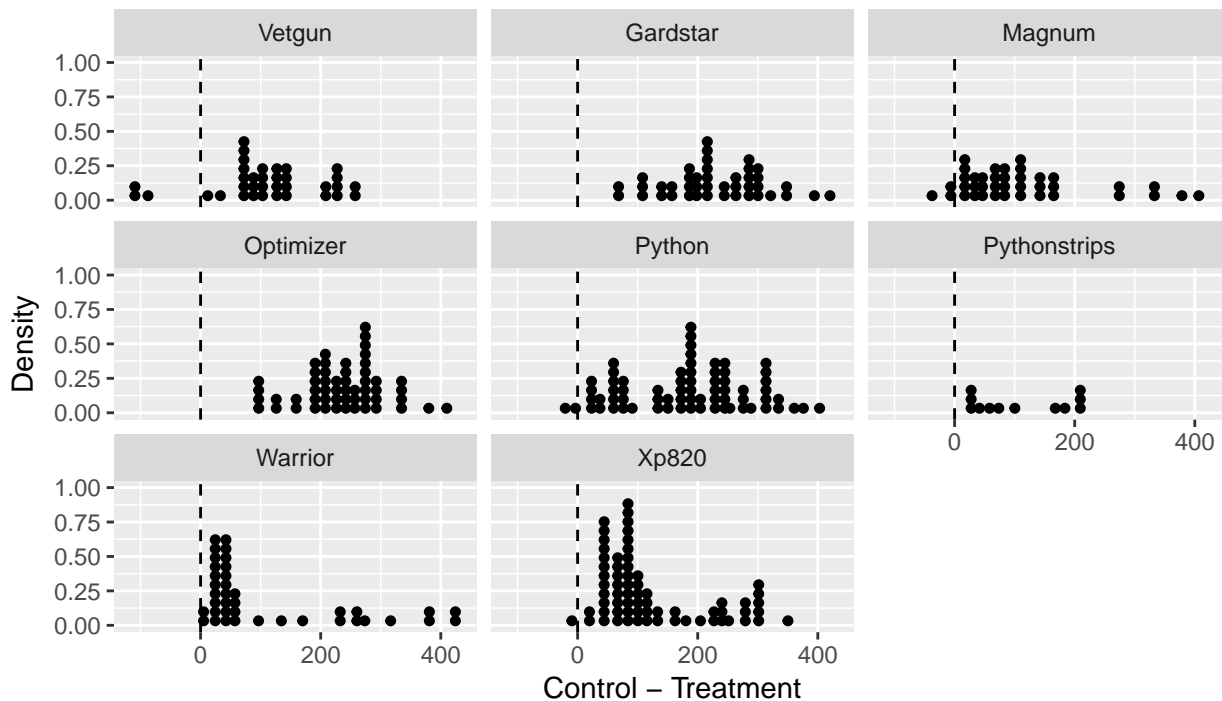 Vetgun Gardstar Magnum
1.00
0.75
0.50
0.25
0.00
Optimizer Python Pythonstrips
1.00
0.75
0.50
0.25
0.00
0 200 400
Warrior Xp820
1.00
0.75
0.50
0.25
0.00
0 200 400 0 200 400
Density
Control − Treatment